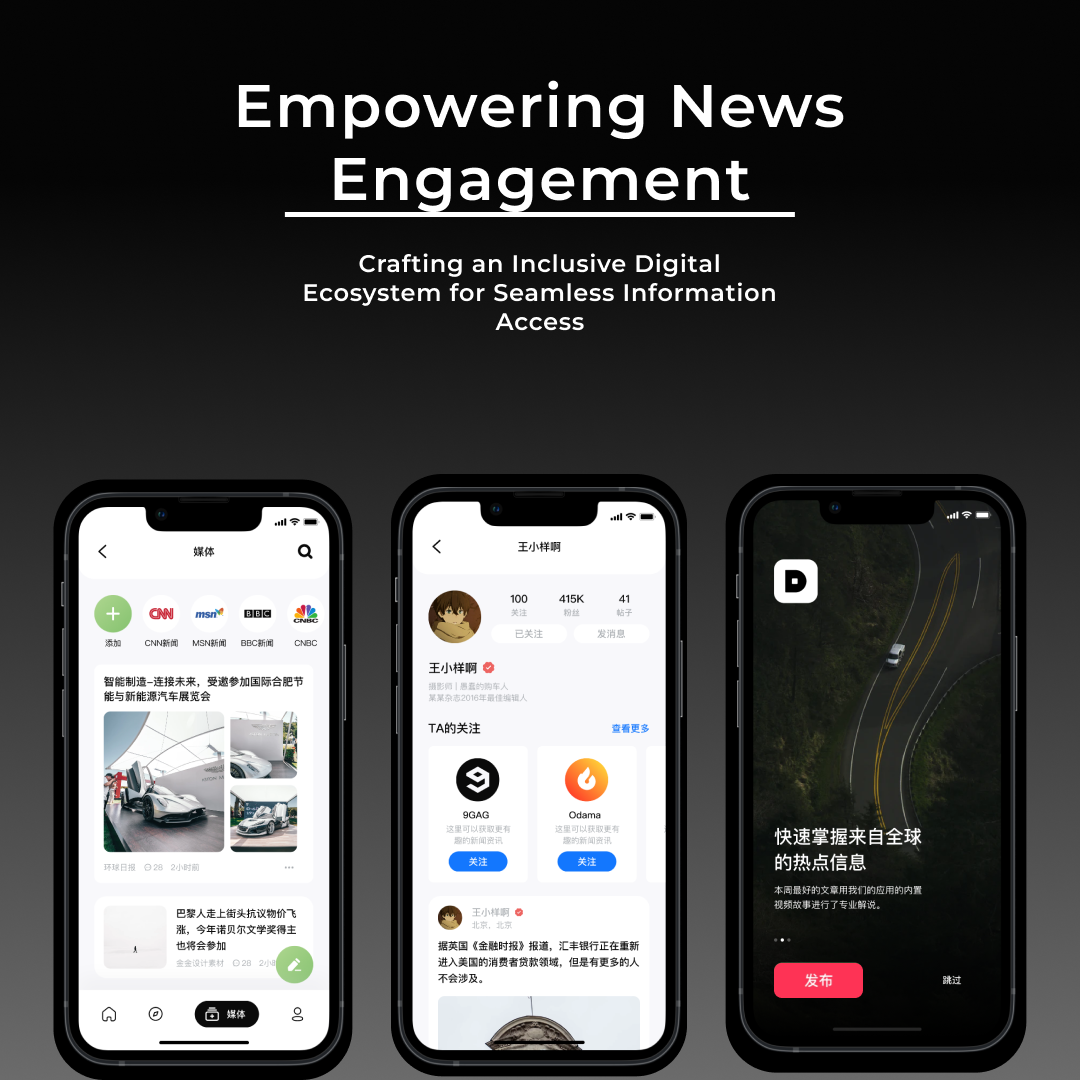 Empowering News
Engagement
Crafting an Inclusive Digital
Ecosystem for Seamless Information
Access
媒体
添加
CNN
CNN新闻
msn
MSN新闻
BBC
BBC新闻
CNBC
CNBC
智能制造-连接未来，受邀参加国际合肥节
能与新能源汽车展览会
环球日报 28 2小时前
巴黎人走上街头抗议物价飞
涨，今年诺贝尔文学奖得主
也将会参加
金金设计素材 28
媒体
王小样啊
100 415K 41
关注 粉丝 帖子
已关注 发消息
王小样啊
摄影师 | 愚蠢的购车人
某某杂志2016年最佳编辑人
TA的关注 查看更多
9GAG
这里可以获取更有
趣的新闻资讯
关注
Odama
这里可以获取更有
趣的新闻资讯
关注
王小样啊
北京，北京
据英国《金融时报》报道，汇丰银行正在重新
进入美国的消费者贷款领域，但是有更多的人
不会涉及。
D
快速掌握来自全球
的热点信息
本周最好的文章用我们的应用的内置
视频故事进行了专业解说。
发布 跳过